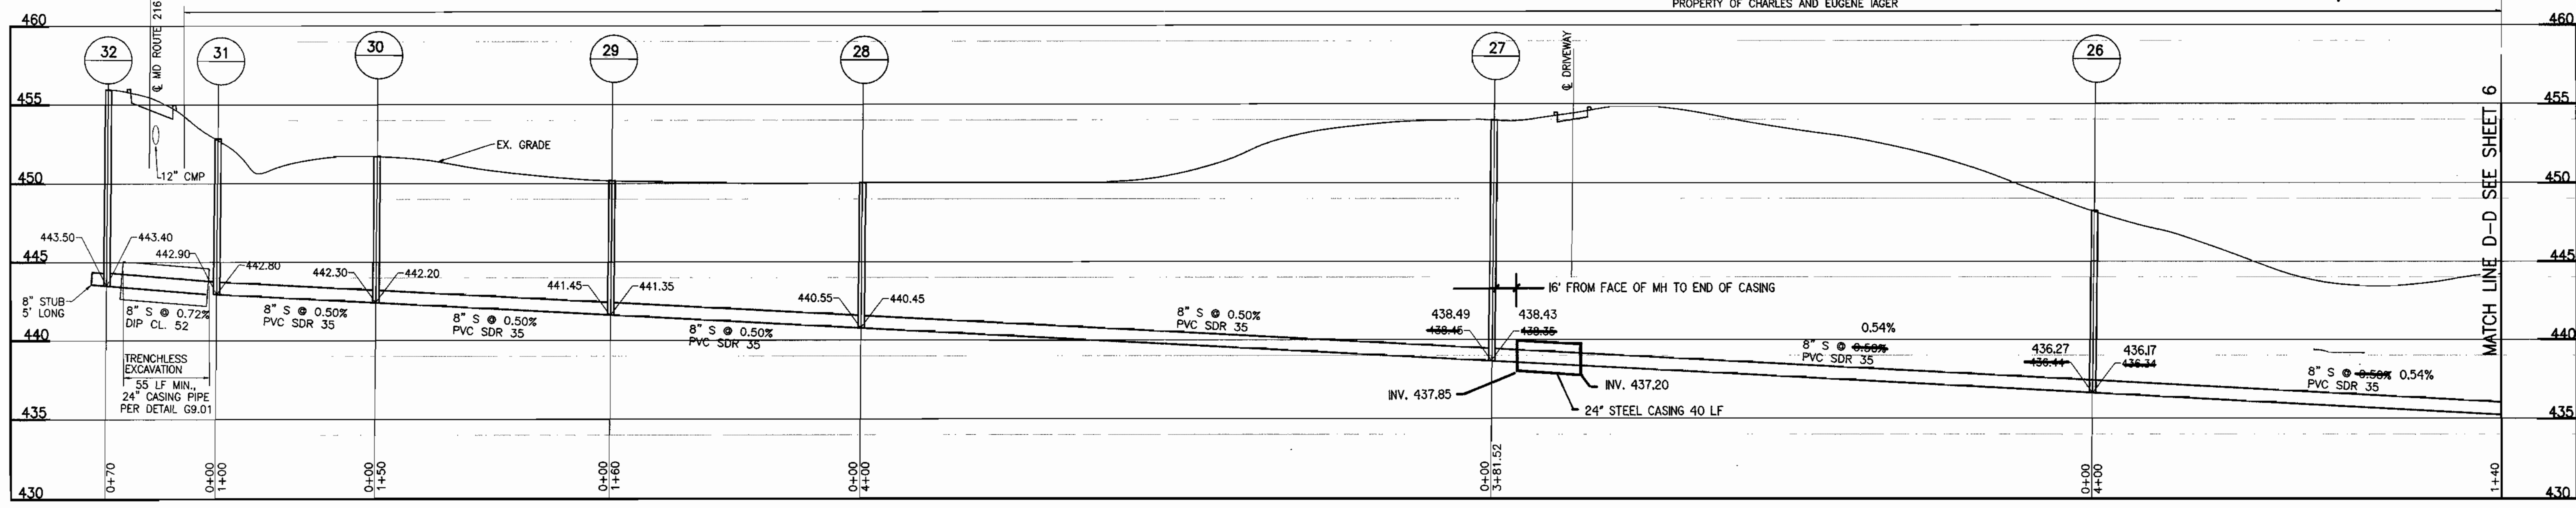 PROPERTY OF CHARLES AND EUGENE IAGER
460
460
32
℄ MD ROUTE 216
31
30
29
28
27
℄ DRIVEWAY
26
455
455
EX. GRADE
12" CMP
450
450
MATCH LINE D-D SEE SHEET 6
443.50
443.40
442.90
442.80
442.30
442.20
441.45
441.35
440.55
440.45
445
445
16' FROM FACE OF MH TO END OF CASING
8" STUB
5' LONG
8" S @ 0.72%
DIP CL. 52
8" S @ 0.50%
PVC SDR 35
8" S @ 0.50%
PVC SDR 35
8" S @ 0.50%
PVC SDR 35
8" S @ 0.50%
PVC SDR 35
438.49
438.45
438.43
438.35
0.54%
8" S @ 0.50%
PVC SDR 35
436.27
436.44
436.17
436.34
8" S @ 0.50% 0.54%
PVC SDR 35
440
440
TRENCHLESS
EXCAVATION
55 LF MIN.,
24" CASING PIPE
PER DETAIL G9.01
INV. 437.85
INV. 437.20
24" STEEL CASING 40 LF
435
435
0+70
0+00
1+00
0+00
1+50
0+00
1+60
0+00
4+00
0+00
3+81.52
0+00
4+00
1+40
430
430